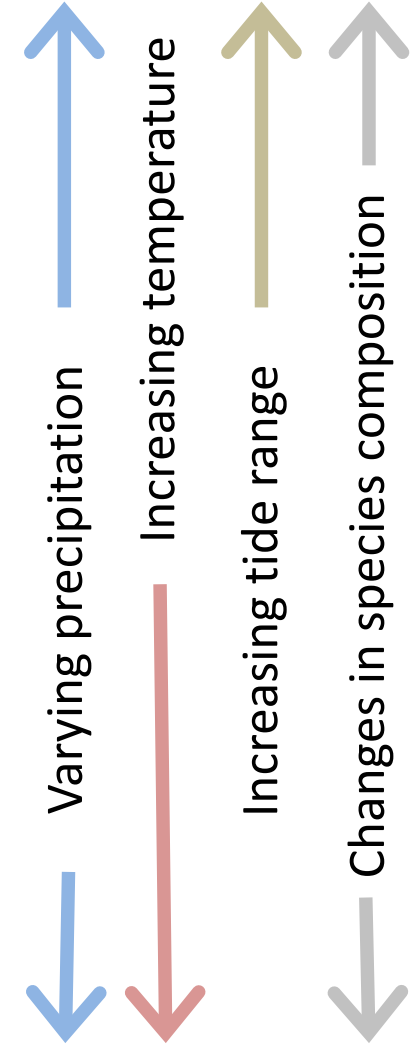 Varying precipitation
Increasing temperature
Increasing tide range
Changes in species composition